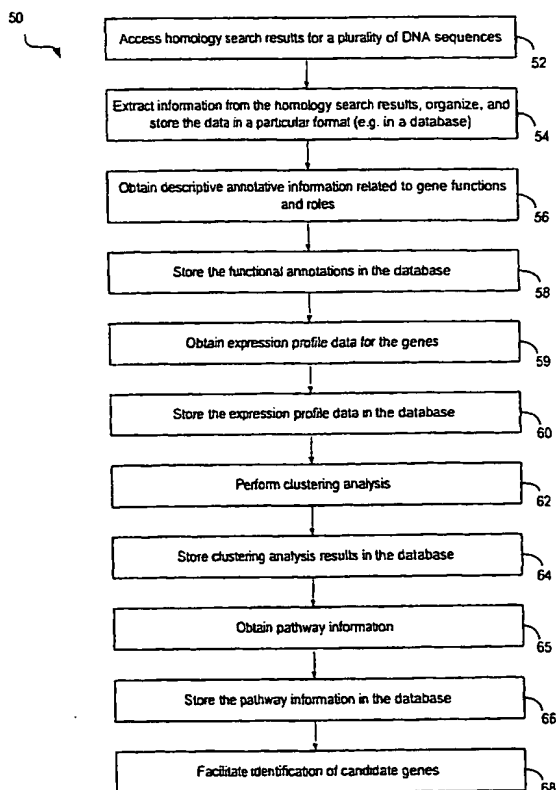 50
Access homology search results for a plurality of DNA sequences
52
Extract information from the homology search results, organize, and
store the data in a particular format (e.g. in a database)
54
Obtain descriptive annotative information related to gene functions
and roles
56
Store the functional annotations in the database
58
Obtain expression profile data for the genes
59
Store the expression profile data in the database
60
Perform clustering analysis
62
Store clustering analysis results in the database
64
Obtain pathway information
65
Store the pathway information in the database
66
Facilitate identification of candidate genes
68